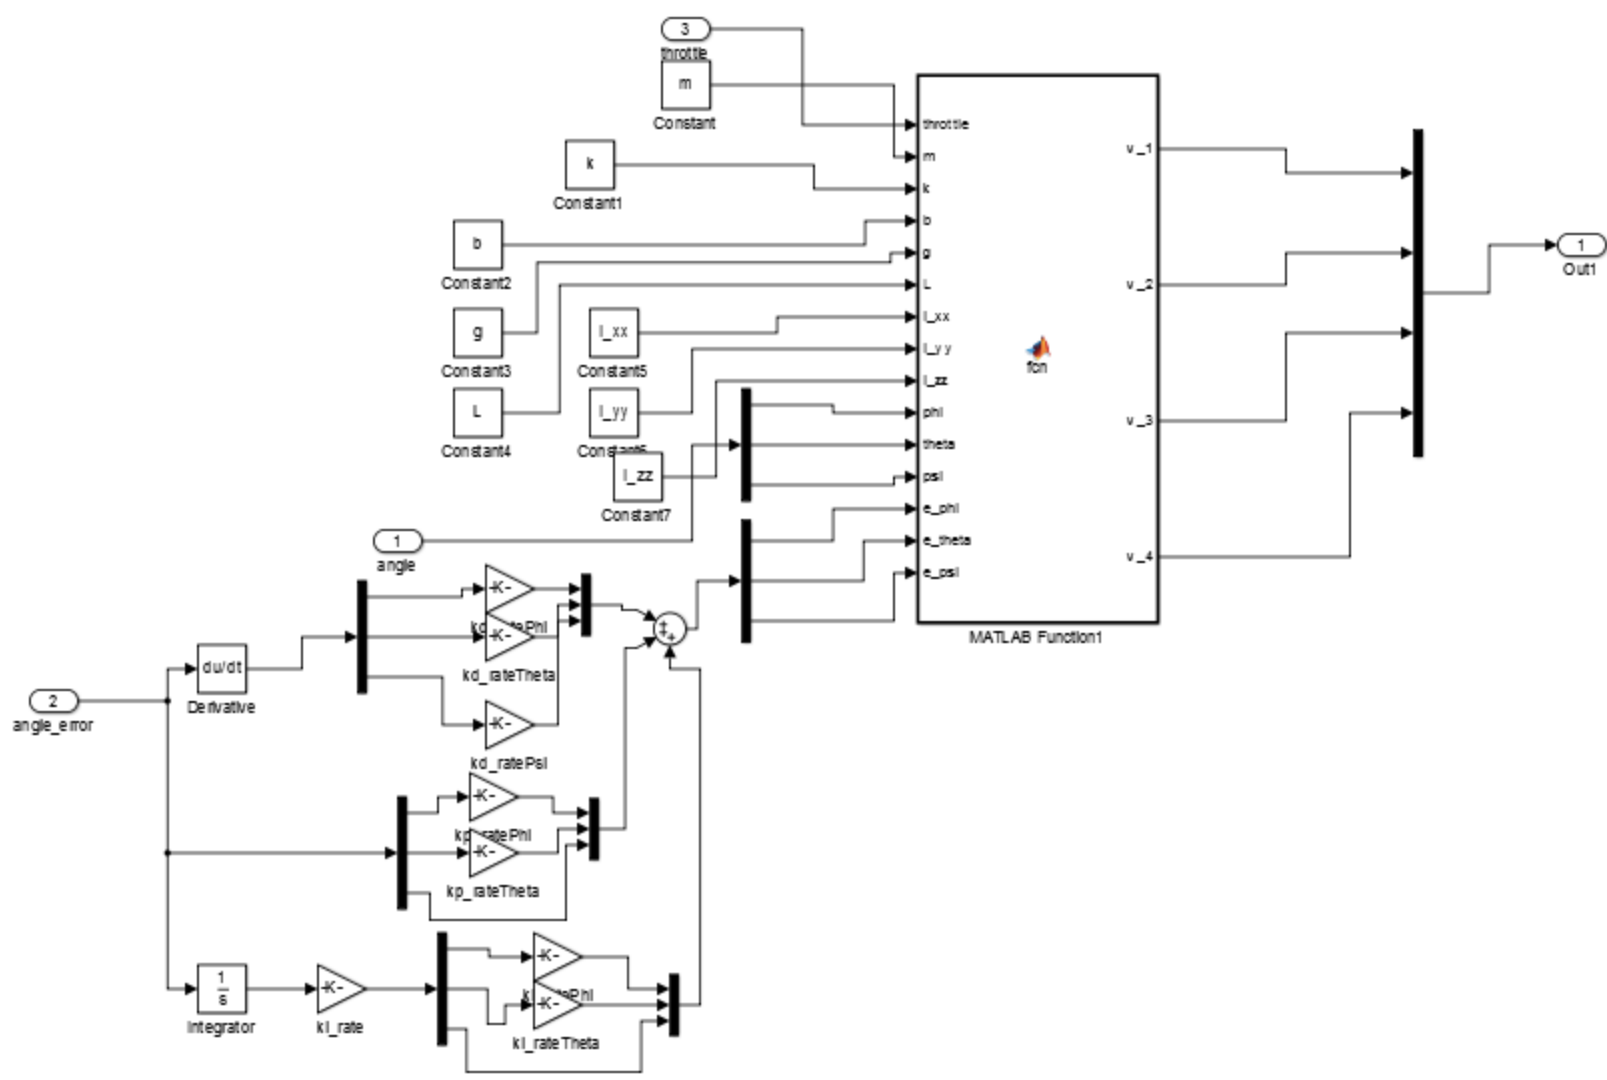 3
throttle
m
Constant
k
Constant1
b
Constant2
g
Constant3
L
Constant4
I_xx
Constant5
I_yy
Constant6
I_zz
Constant7
1
angle
2
angle_error
du/dt
Derivative
-K-
-K-
kd_rateTheta
-K-
kd_ratePsi
-K-
kp_ratePhi
-K-
kp_rateTheta
1
s
Integrator
-K-
ki_rate
-K-
-K-
ki_rateTheta
+
+
+
throttle
m
k
b
g
L
I_xx
I_yy
I_zz
phi
theta
psi
e_phi
e_theta
e_psi
fcn
v_1
v_2
v_3
v_4
MATLAB Function1
1
Out1